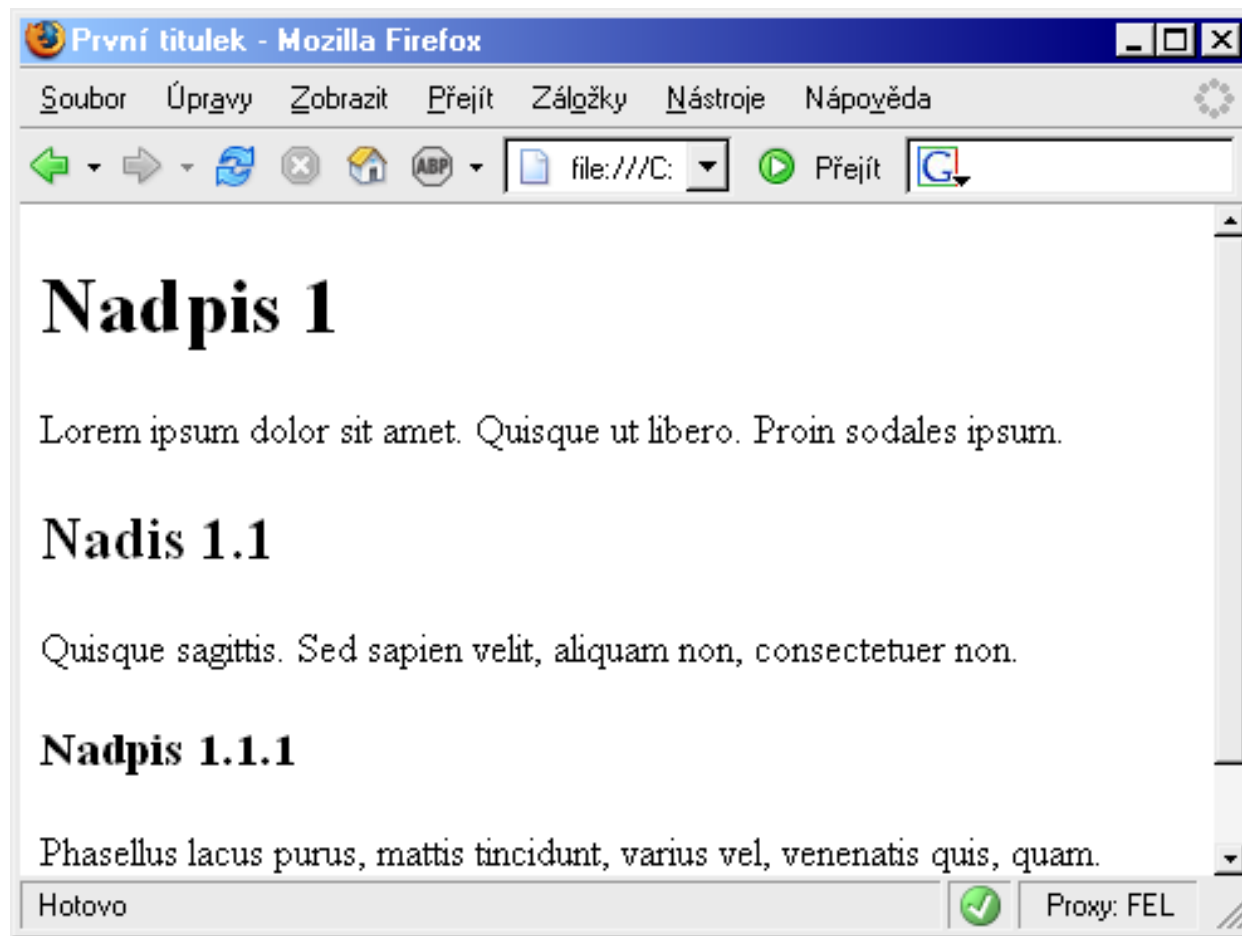 První titulek - Mozilla Firefox
Soubor Úpravy Zobrazit Přejít Záložky Nástroje Nápověda
ABP file:///C: Přejít G
Nadpis 1
Lorem ipsum dolor sit amet. Quisque ut libero. Proin sodales ipsum.
Nadis 1.1
Quisque sagittis. Sed sapien velit, aliquam non, consectetuer non.
Nadpis 1.1.1
Phasellus lacus purus, mattis tincidunt, varius vel, venenatis quis, quam.
Hotovo Proxy: FEL